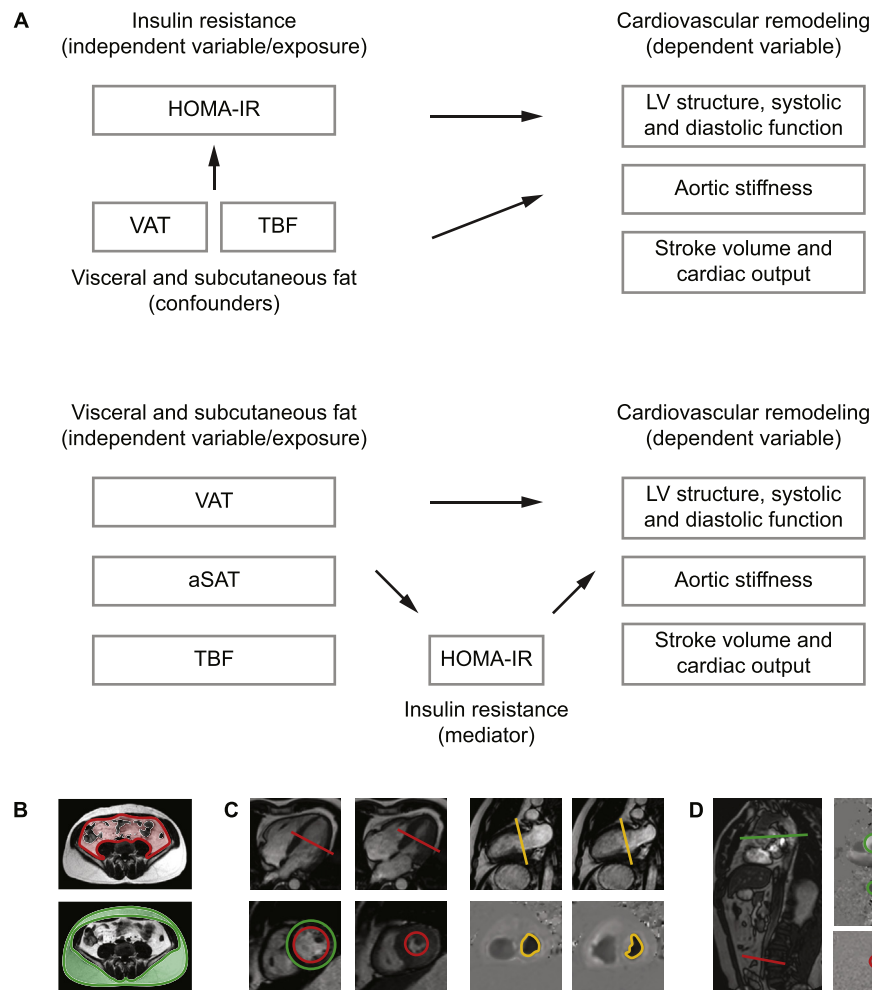 A
Insulin resistance
(independent variable/exposure)
Cardiovascular remodeling
(dependent variable)
HOMA-IR
LV structure, systolic
and diastolic function
VAT
TBF
Aortic stiffness
Visceral and subcutaneous fat
(confounders)
Stroke volume and
cardiac output
Visceral and subcutaneous fat
(independent variable/exposure)
Cardiovascular remodeling
(dependent variable)
VAT
LV structure, systolic
and diastolic function
aSAT
Aortic stiffness
TBF
HOMA-IR
Stroke volume and
cardiac output
Insulin resistance
(mediator)
B
C
D